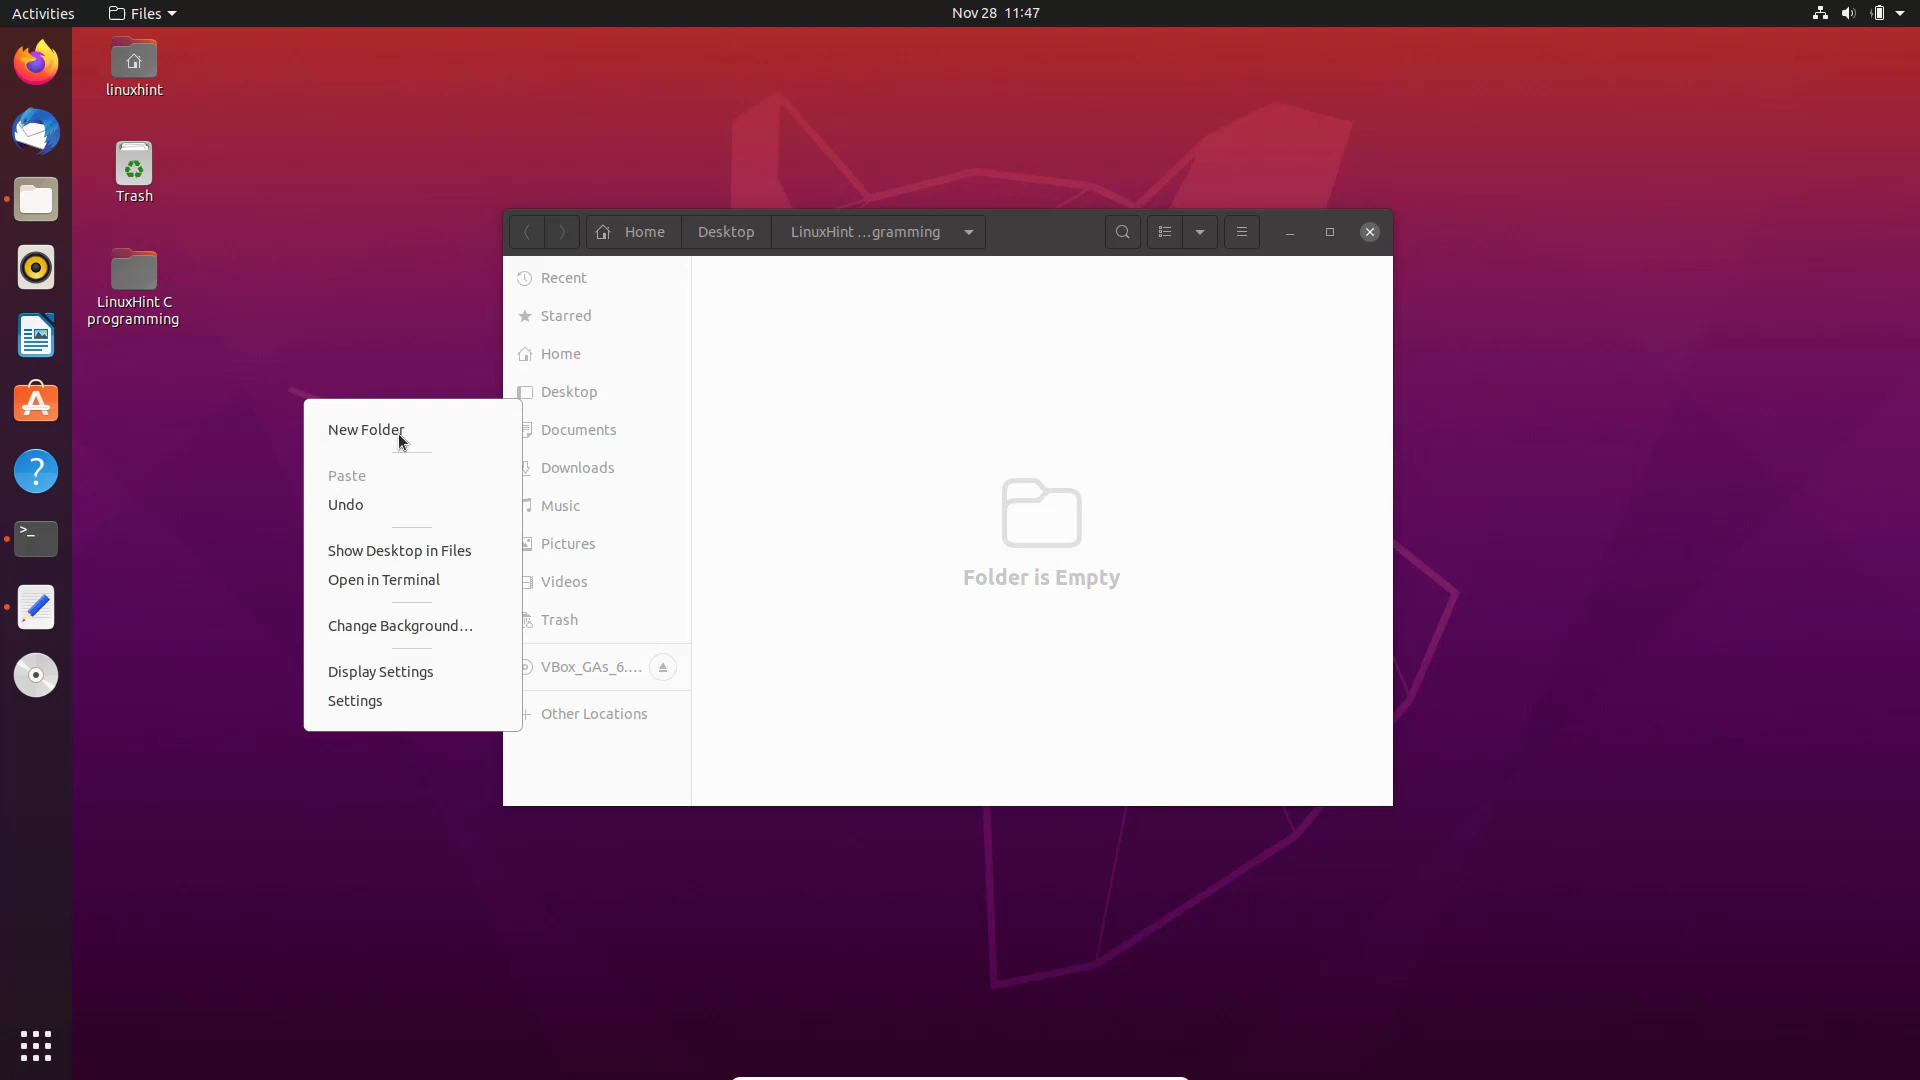 Activities
Files
Nov 28 11:47
linuxhint
Trash
LinuxHint C
programming
Home
Desktop
LinuxHint ...gramming
Recent
Starred
Home
Desktop
Documents
Downloads
Music
Pictures
Videos
Trash
VBox_GAs_6....
Other Locations
Folder is Empty
New Folder
Paste
Undo
Show Desktop in Files
Open in Terminal
Change Background...
Display Settings
Settings